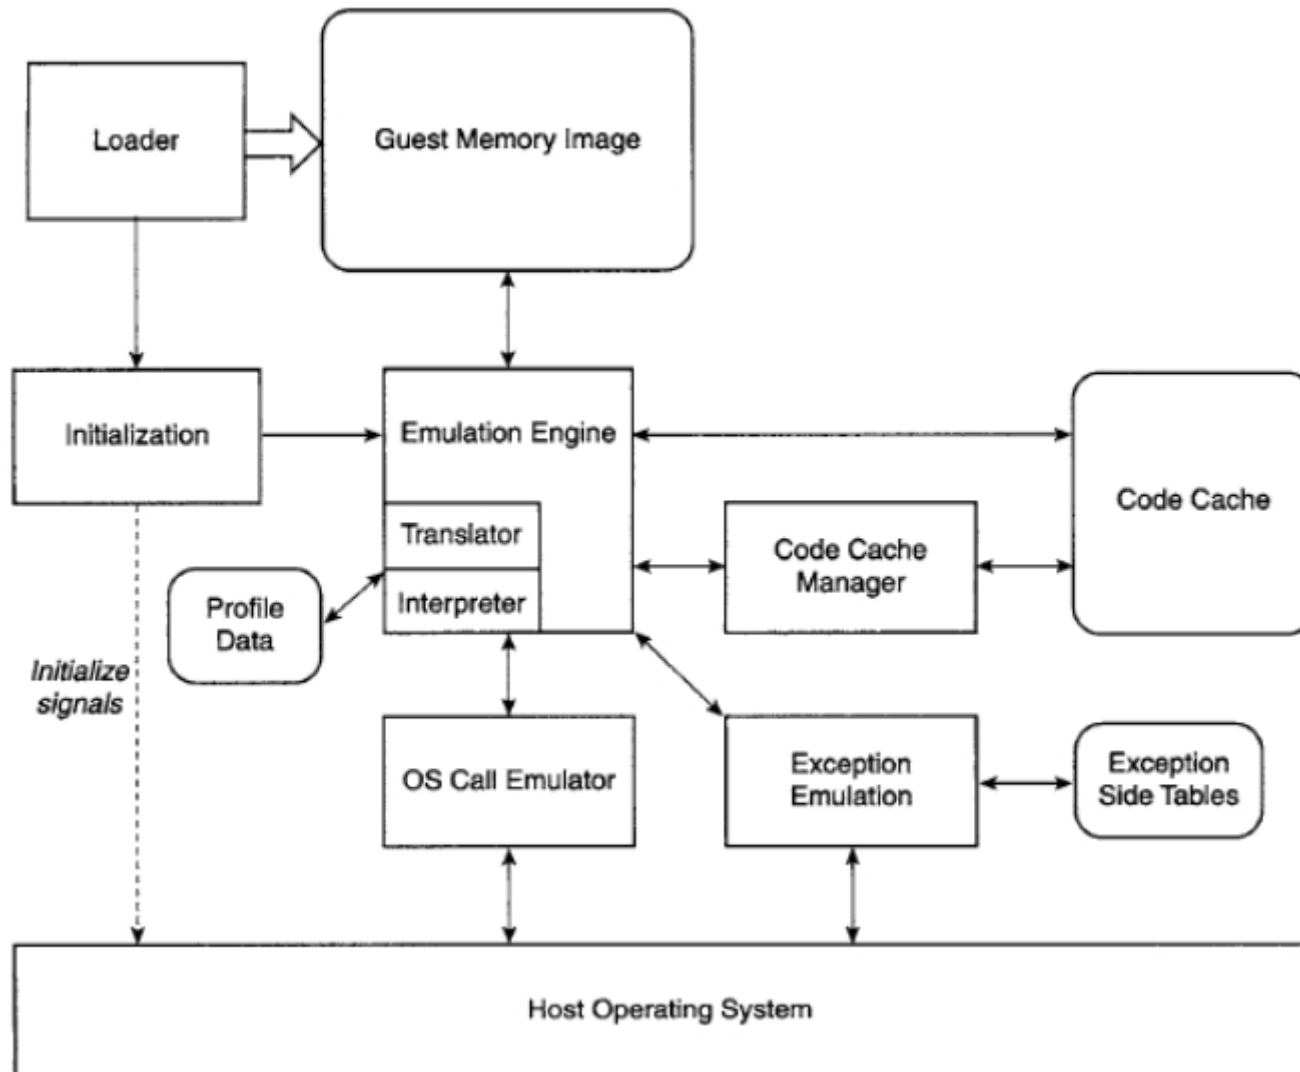 Loader
Guest Memory Image
Initialization
Emulation Engine
Translator
Interpreter
Profile
Data
Code Cache
Manager
Code Cache
Initialize
signals
OS Call Emulator
Exception
Emulation
Exception
Side Tables
Host Operating System